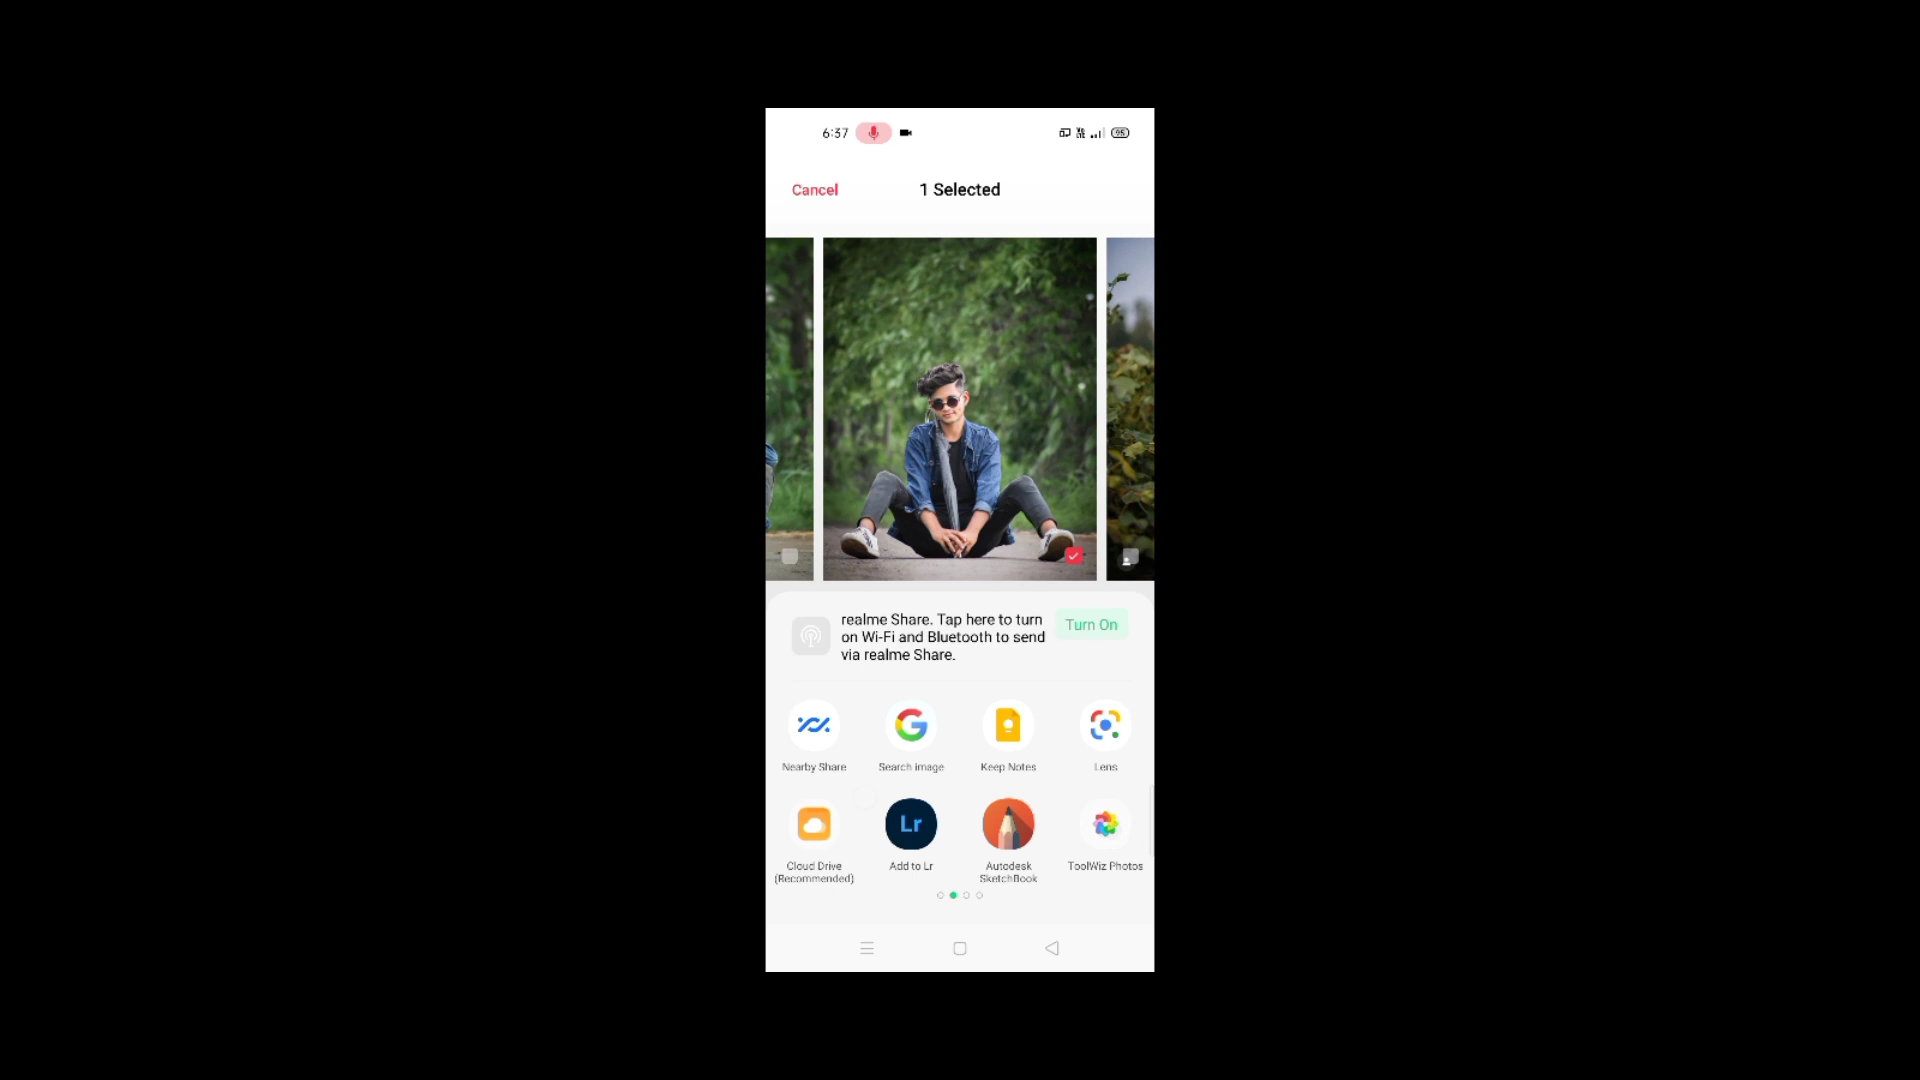 6:37
95
Cancel
1 Selected
realme Share. Tap here to turn
on Wi-Fi and Bluetooth to send
via realme Share.
Turn On
Nearby Share
Search image
Keep Notes
Lens
Lr
Cloud Drive
(Recommended)
Add to Lr
Autodesk
SketchBook
ToolWiz Photos